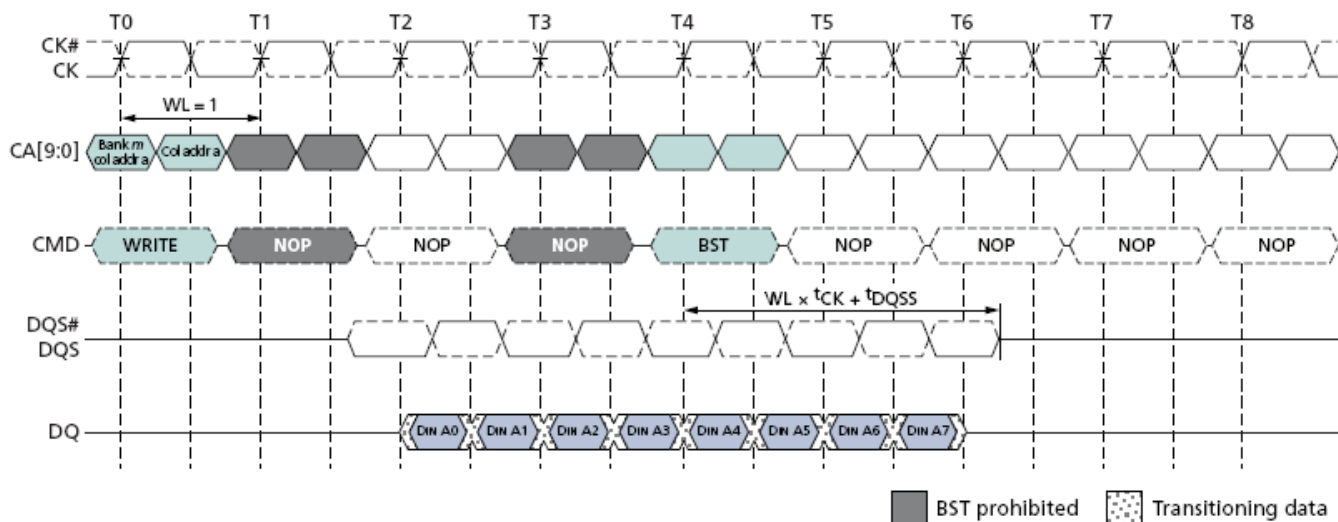 T0 T1 T2 T3 T4 T5 T6 T7 T8
CK#
CK
WL = 1
CA[9:0] Bank m col addr a Col addr a
CMD WRITE NOP NOP NOP BST NOP NOP NOP NOP
WL × tCK + tDQSS
DQS#
DQS
DQ DIN A0 DIN A1 DIN A2 DIN A3 DIN A4 DIN A5 DIN A6 DIN A7
BST prohibited Transitioning data